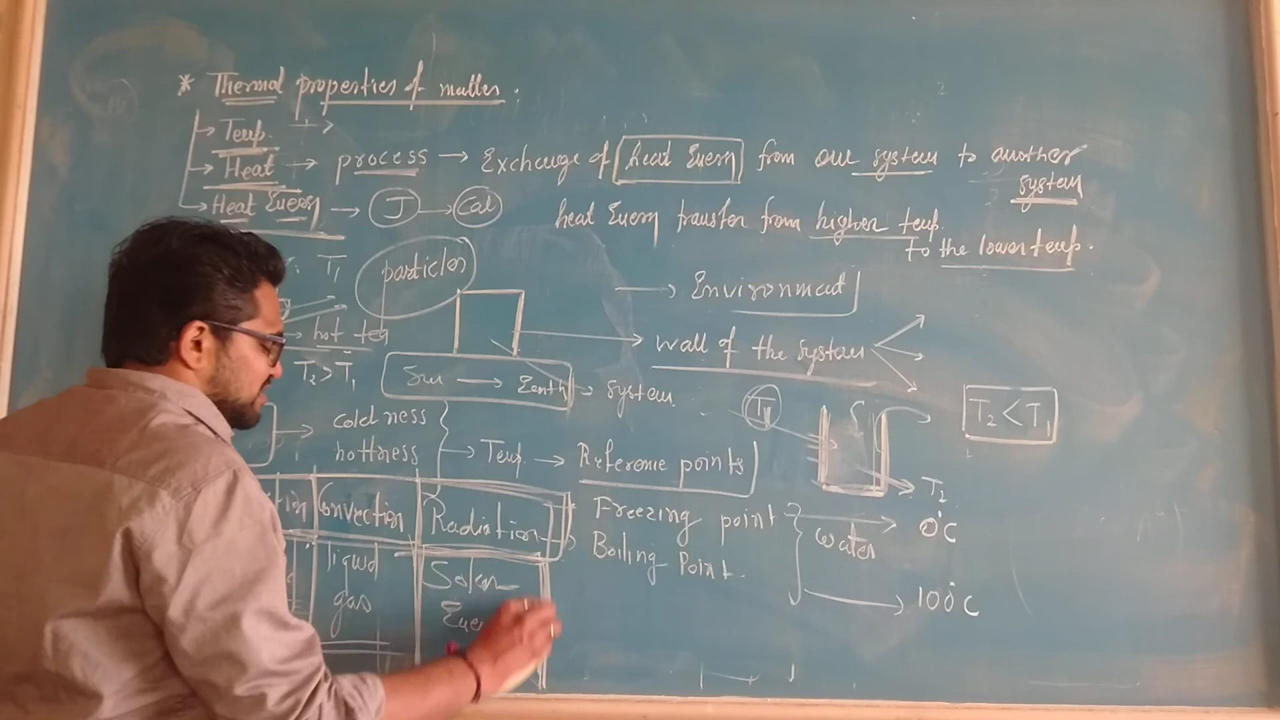 * Thermal properties of matter.
Temp. →
Heat → process → Exchange of heat Energy from one system to another
system
Heat Energy → J → Cal
heat Energy transfer from higher temp.
to the lower temp.
T₁
particles
→ Environment
→ hot tea
→ wall of the system
T₂ > T₁
Sun → Earth → system
T₁
T₂ < T₁
→ coldness
hotness
→ Temp. → Reference points
T₂
Convection
Radiation
Freezing point
Boiling Point.
water
0°C
100°C
liquid
gas
Solar